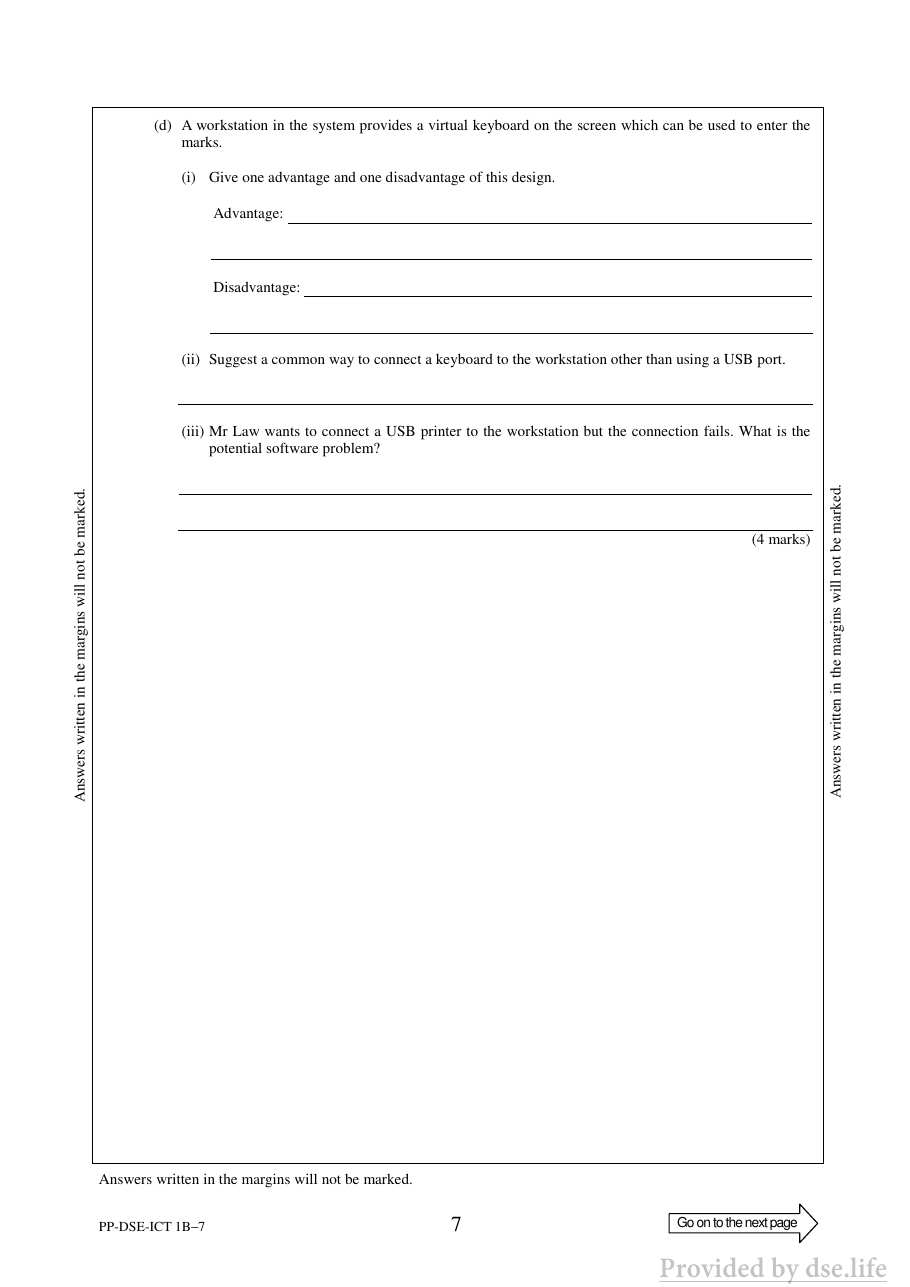 (d) A workstation in the system provides a virtual keyboard on the screen which can be used to enter the
marks.
(i) Give one advantage and one disadvantage of this design.
Advantage:
Disadvantage:
(ii) Suggest a common way to connect a keyboard to the workstation other than using a USB port.
(iii) Mr Law wants to connect a USB printer to the workstation but the connection fails. What is the
potential software problem?
(4 marks)
Answers written in the margins will not be marked.
Answers written in the margins will not be marked.
Answers written in the margins will not be marked.
PP-DSE-ICT 1B–7
7
Go on to the next page
Provided by dse.life